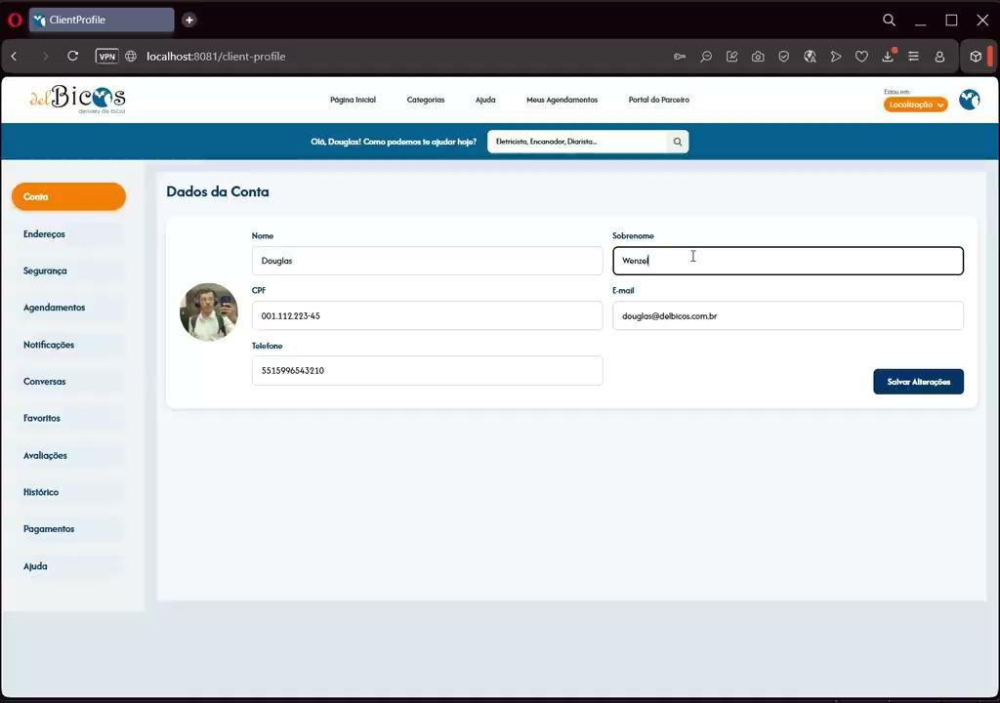 ClientProfile
VPN
localhost:8081/client-profile
delBicos
delivery de bicos
Página Inicial
Categorias
Ajuda
Meus Agendamentos
Portal do Parceiro
Estou em:
Localização
Olá, Douglas! Como podemos te ajudar hoje?
Eletricista, Encanador, Diarista...
Conta
Endereços
Segurança
Agendamentos
Notificações
Conversas
Favoritos
Avaliações
Histórico
Pagamentos
Ajuda
Dados da Conta
Nome
Douglas
Sobrenome
Wenzel
CPF
001.112.223-45
E-mail
douglas@delbicos.com.br
Telefone
5515996543210
Salvar Alterações